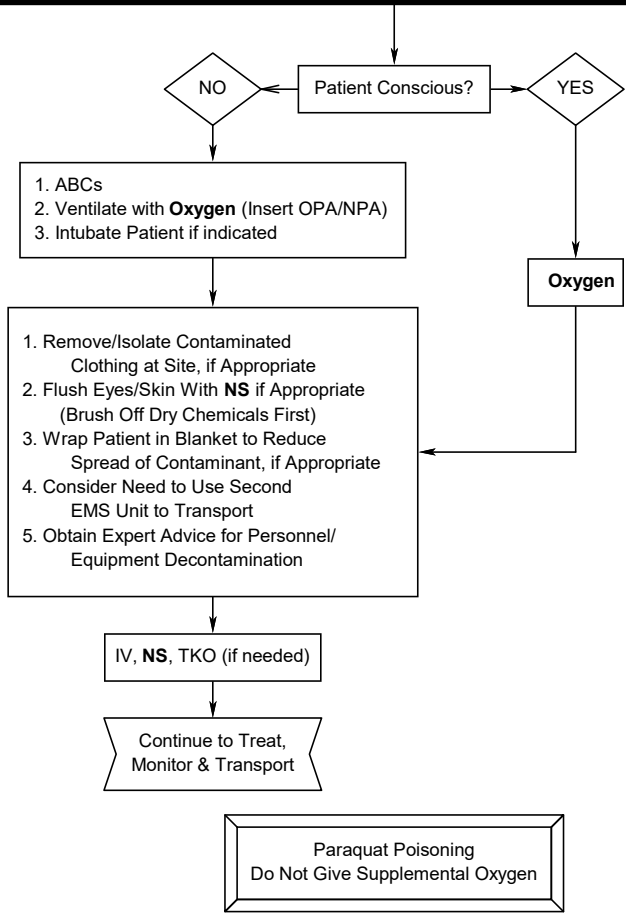 Patient Conscious?
NO
YES
1. ABCs
2. Ventilate with Oxygen (Insert OPA/NPA)
3. Intubate Patient if indicated
Oxygen
1. Remove/Isolate Contaminated
Clothing at Site, if Appropriate
2. Flush Eyes/Skin With NS if Appropriate
(Brush Off Dry Chemicals First)
3. Wrap Patient in Blanket to Reduce
Spread of Contaminant, if Appropriate
4. Consider Need to Use Second
EMS Unit to Transport
5. Obtain Expert Advice for Personnel/
Equipment Decontamination
IV, NS, TKO (if needed)
Continue to Treat,
Monitor & Transport
Paraquat Poisoning
Do Not Give Supplemental Oxygen